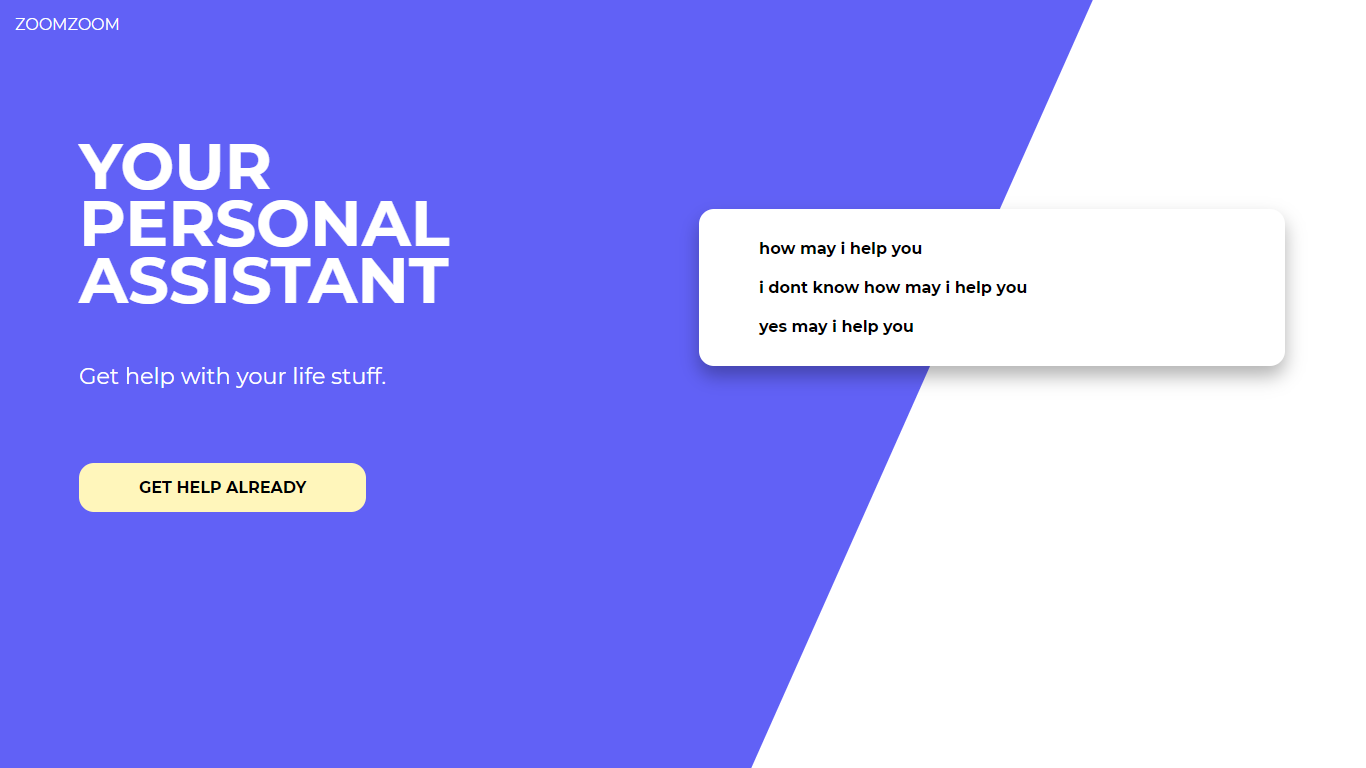 ZOOMZOOM
YOUR
PERSONAL
ASSISTANT
Get help with your life stuff.
GET HELP ALREADY
how may i help you
i dont know how may i help you
yes may i help you